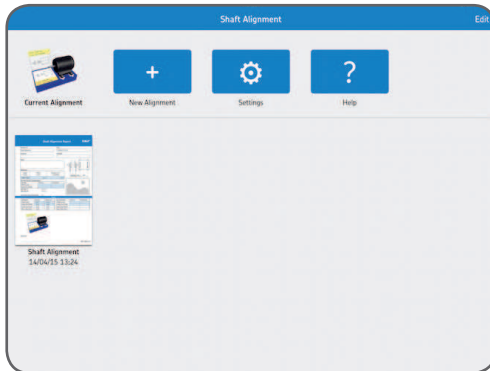 Shaft Alignment
Edit
+
?
Current Alignment
New Alignment
Settings
Help
Shaft Alignment
14/04/15 13:24